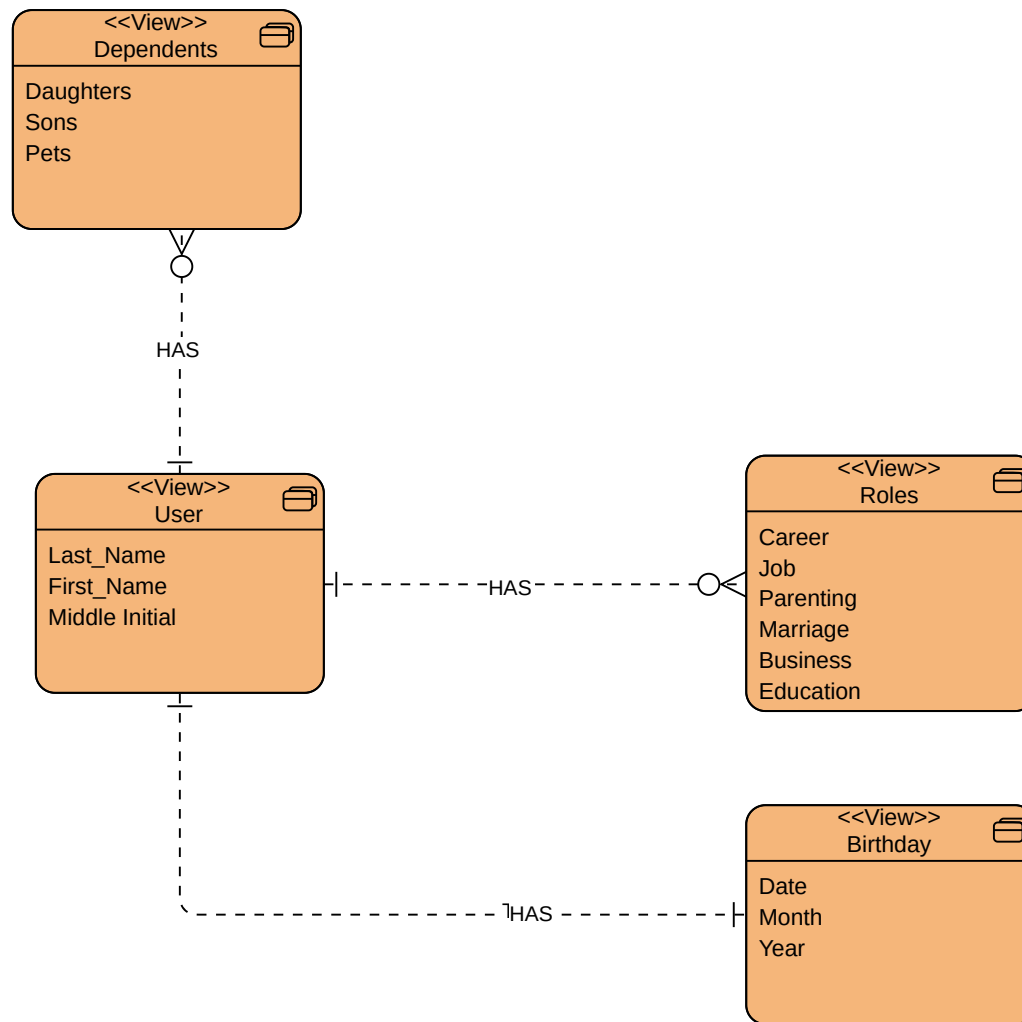 <<View>>
Dependents
Daughters
Sons
Pets
HAS
<<View>>
User
Last_Name
First_Name
Middle Initial
HAS
<<View>>
Roles
Career
Job
Parenting
Marriage
Business
Education
HAS
<<View>>
Birthday
Date
Month
Year